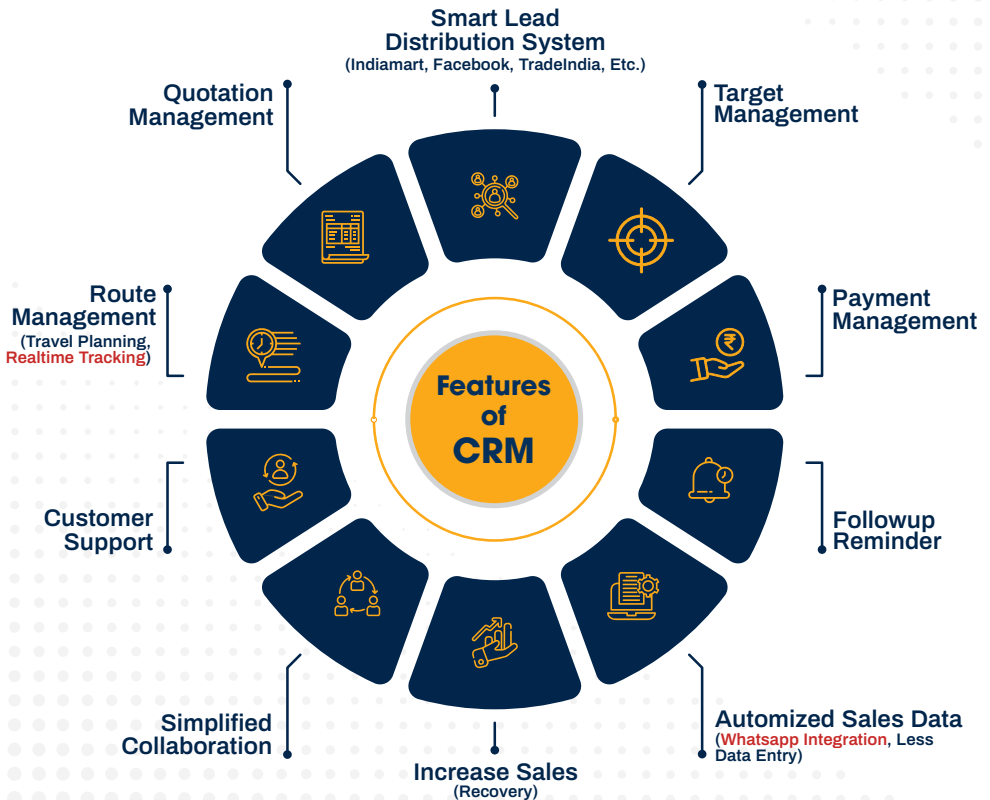 Smart Lead
Distribution System
(Indiamart, Facebook, TradeIndia, Etc.)
Quotation
Management
Target
Management
Route
Management
(Travel Planning,
Realtime Tracking)
Payment
Management
Features
of
CRM
Customer
Support
Followup
Reminder
Simplified
Collaboration
Automized Sales Data
(Whatsapp Integration, Less
Data Entry)
Increase Sales
(Recovery)
₹